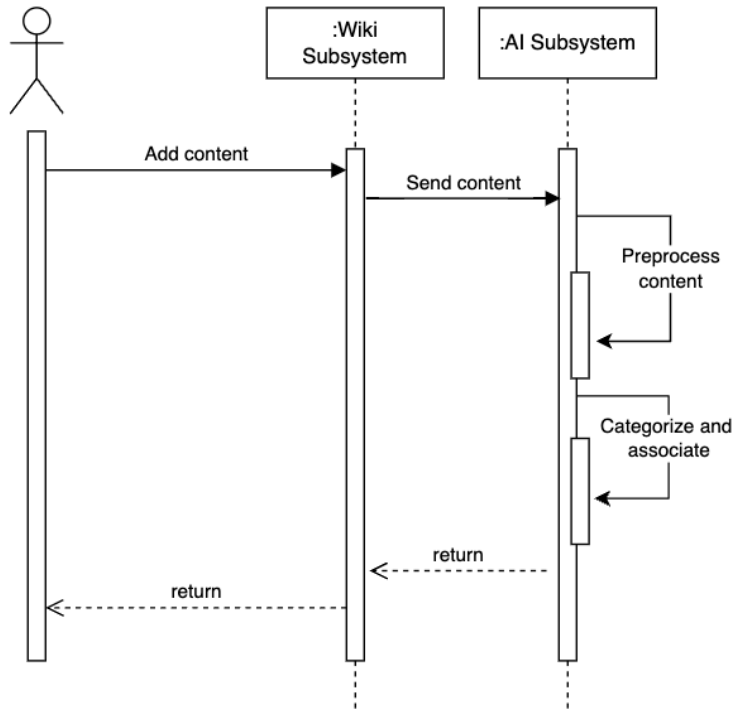 :Wiki
Subsystem
:AI Subsystem
Add content
Send content
Preprocess
content
Categorize and
associate
return
return